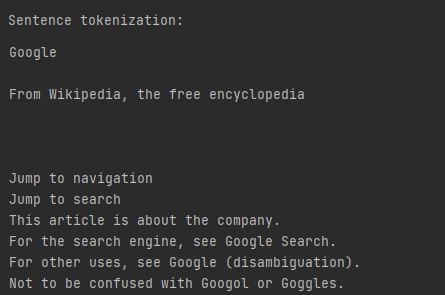 Sentence tokenization:
Google
From Wikipedia, the free encyclopedia
Jump to navigation
Jump to search
This article is about the company.
For the search engine, see Google Search.
For other uses, see Google (disambiguation).
Not to be confused with Googol or Goggles.